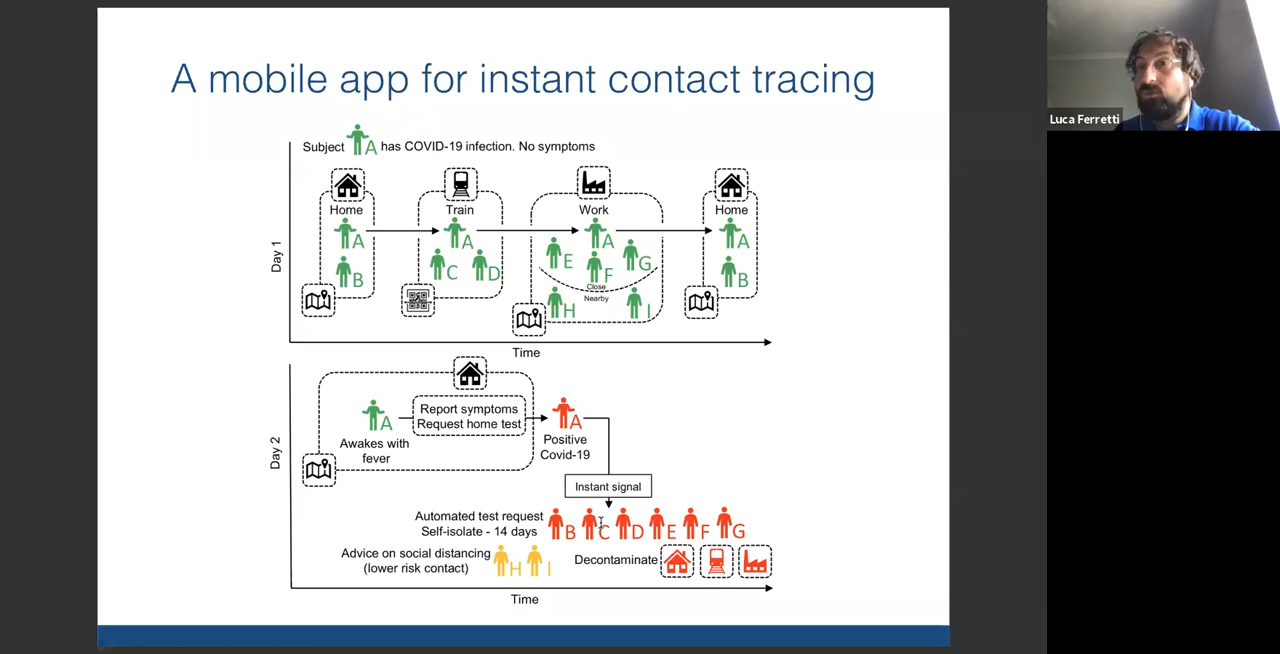 A mobile app for instant contact tracing
Luca Ferretti
Subject A has COVID-19 infection. No symptoms
Home
Train
Work
Home
A
A
A
A
B
C
D
E
F
G
B
Close
Nearby
H
I
Day 1
Time
Report symptoms
Request home test
A
A
Awakes with
fever
Positive
Covid-19
Day 2
Instant signal
Automated test request
Self-isolate - 14 days
B
C
D
E
F
G
Advice on social distancing
(lower risk contact)
H
I
Decontaminate
Time